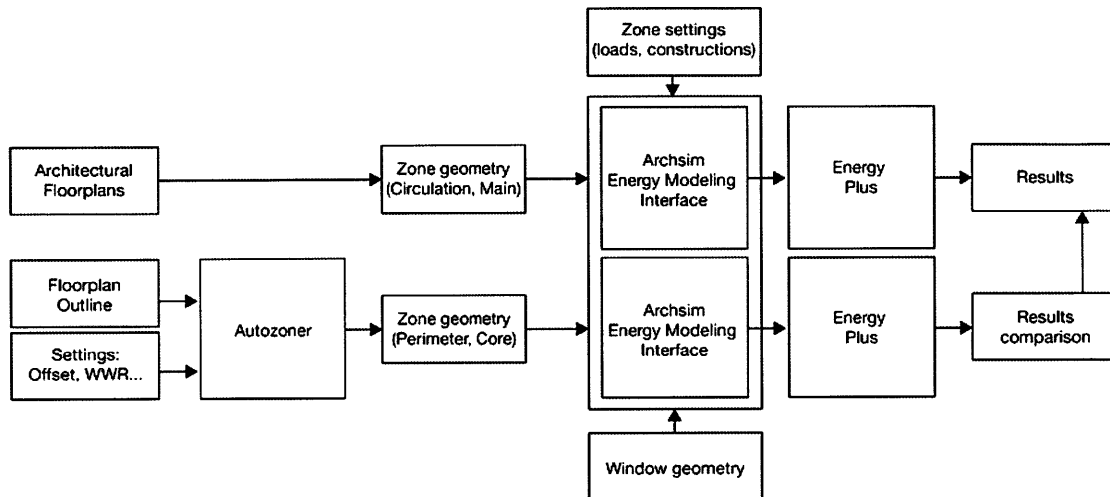 Zone settings
(loads, constructions)
Architectural
Floorplans
Zone geometry
(Circulation, Main)
Archsim
Energy Modeling
Interface
Energy
Plus
Results
Floorplan
Outline
Settings:
Offset, WWR...
Autozoner
Zone geometry
(Perimeter, Core)
Archsim
Energy Modeling
Interface
Energy
Plus
Results
comparison
Window geometry